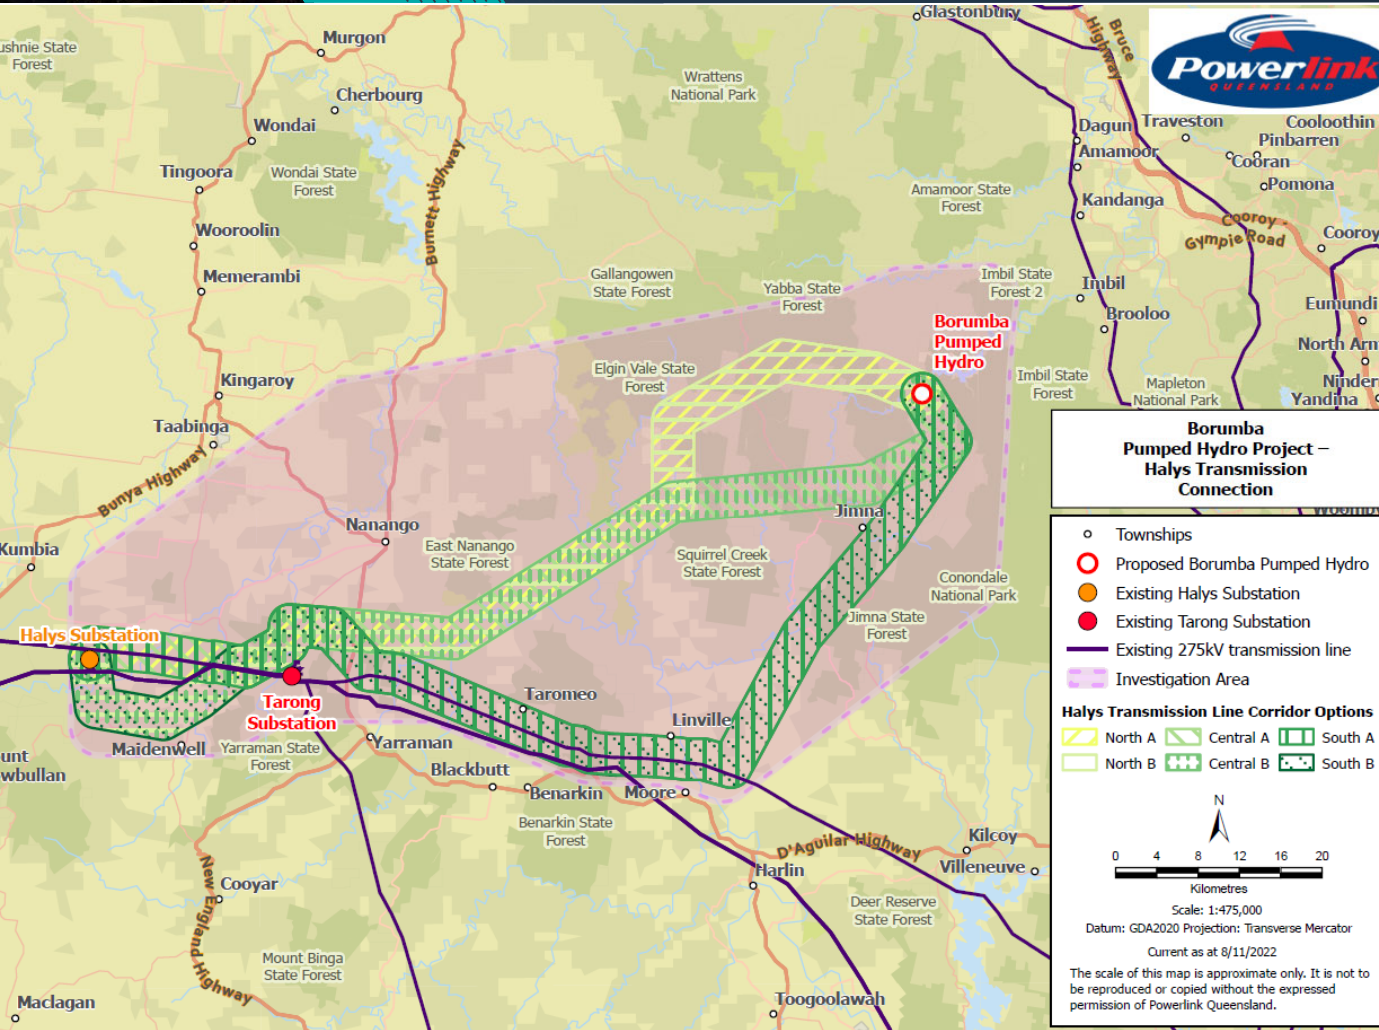 Glastonbury
Bruce
Highway
Powerlink
QUEENSLAND
Murgon
ushnie State
Forest
Wrattens
National Park
Cherbourg
Wondai
Dagun
Traveston
Cooloothin
Pinbarren
Amamoor
Cooran
Tingoora
Wondai State
Forest
Burnett Highway
Amamoor State
Forest
Pomona
Kandanga
Wooroolin
Cooroy -
Gympie Road
Cooroy
Memerambi
Gallangowen
State Forest
Yabba State
Forest
Imbil State
Forest 2
Imbil
Eumundi
Brooloo
Borumba
Pumped
Hydro
North Arm
Kingaroy
Elgin Vale State
Forest
Imbil State
Forest
Mapleton
National Park
Ninder
Yandina
Taabinga
Bunya Highway
Borumba
Pumped Hydro Project –
Halys Transmission
Connection
Nanango
Jimna
Woomby
Kumbia
East Nanango
State Forest
Squirrel Creek
State Forest
Conondale
National Park
Jimna State
Forest
Halys Substation
Tarong
Substation
Taromeo
Linville
Maidenwell
Yarraman State
Forest
Yarraman
ount
wbullan
Blackbutt
Benarkin
Moore
Benarkin State
Forest
D'Aguilar Highway
Kilcoy
Villeneuve
Harlin
New England Highway
Cooyar
Deer Reserve
State Forest
Mount Binga
State Forest
Maclagan
Toogoolawah
Townships
Proposed Borumba Pumped Hydro
Existing Halys Substation
Existing Tarong Substation
Existing 275kV transmission line
Investigation Area
Halys Transmission Line Corridor Options
North A Central A South A
North B Central B South B
N
0 4 8 12 16 20
Kilometres
Scale: 1:475,000
Datum: GDA2020 Projection: Transverse Mercator
Current as at 8/11/2022
The scale of this map is approximate only. It is not to
be reproduced or copied without the expressed
permission of Powerlink Queensland.